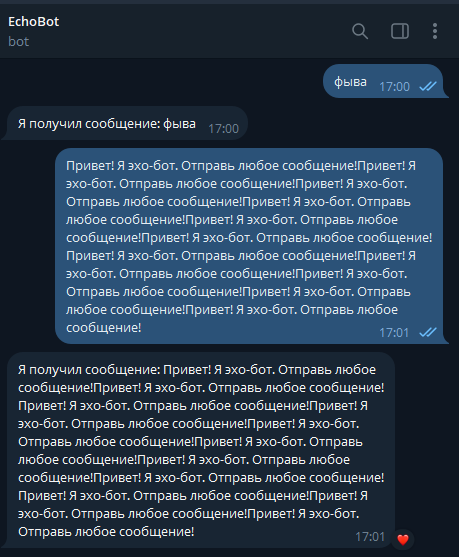 EchoBot
bot
фыва 17:00
Я получил сообщение: фыва 17:00
Привет! Я эхо-бот. Отправь любое сообщение!Привет! Я
эхо-бот. Отправь любое сообщение!Привет! Я эхо-бот.
Отправь любое сообщение!Привет! Я эхо-бот. Отправь
любое сообщение!Привет! Я эхо-бот. Отправь любое
сообщение!Привет! Я эхо-бот. Отправь любое сообщение!
Привет! Я эхо-бот. Отправь любое сообщение!Привет! Я
эхо-бот. Отправь любое сообщение!Привет! Я эхо-бот.
Отправь любое сообщение!Привет! Я эхо-бот. Отправь
любое сообщение!Привет! Я эхо-бот. Отправь любое
сообщение!
17:01
Я получил сообщение: Привет! Я эхо-бот. Отправь любое
сообщение!Привет! Я эхо-бот. Отправь любое сообщение!
Привет! Я эхо-бот. Отправь любое сообщение!Привет! Я
эхо-бот. Отправь любое сообщение!Привет! Я эхо-бот.
Отправь любое сообщение!Привет! Я эхо-бот. Отправь
любое сообщение!Привет! Я эхо-бот. Отправь любое
сообщение!Привет! Я эхо-бот. Отправь любое сообщение!
Привет! Я эхо-бот. Отправь любое сообщение!Привет! Я
эхо-бот. Отправь любое сообщение!Привет! Я эхо-бот.
Отправь любое сообщение!
17:01